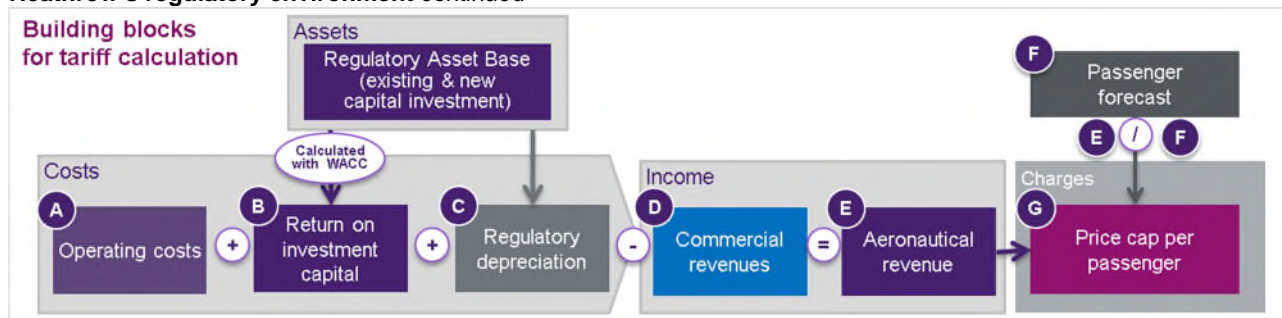 Building blocks
for tariff calculation
Assets
Regulatory Asset Base
(existing & new
capital investment)
F
Passenger
forecast
Calculated
with WACC
E / F
Costs
Income
Charges
A
Operating costs
+
B
Return on
investment
capital
+
C
Regulatory
depreciation
-
D
Commercial
revenues
=
E
Aeronautical
revenue
G
Price cap per
passenger